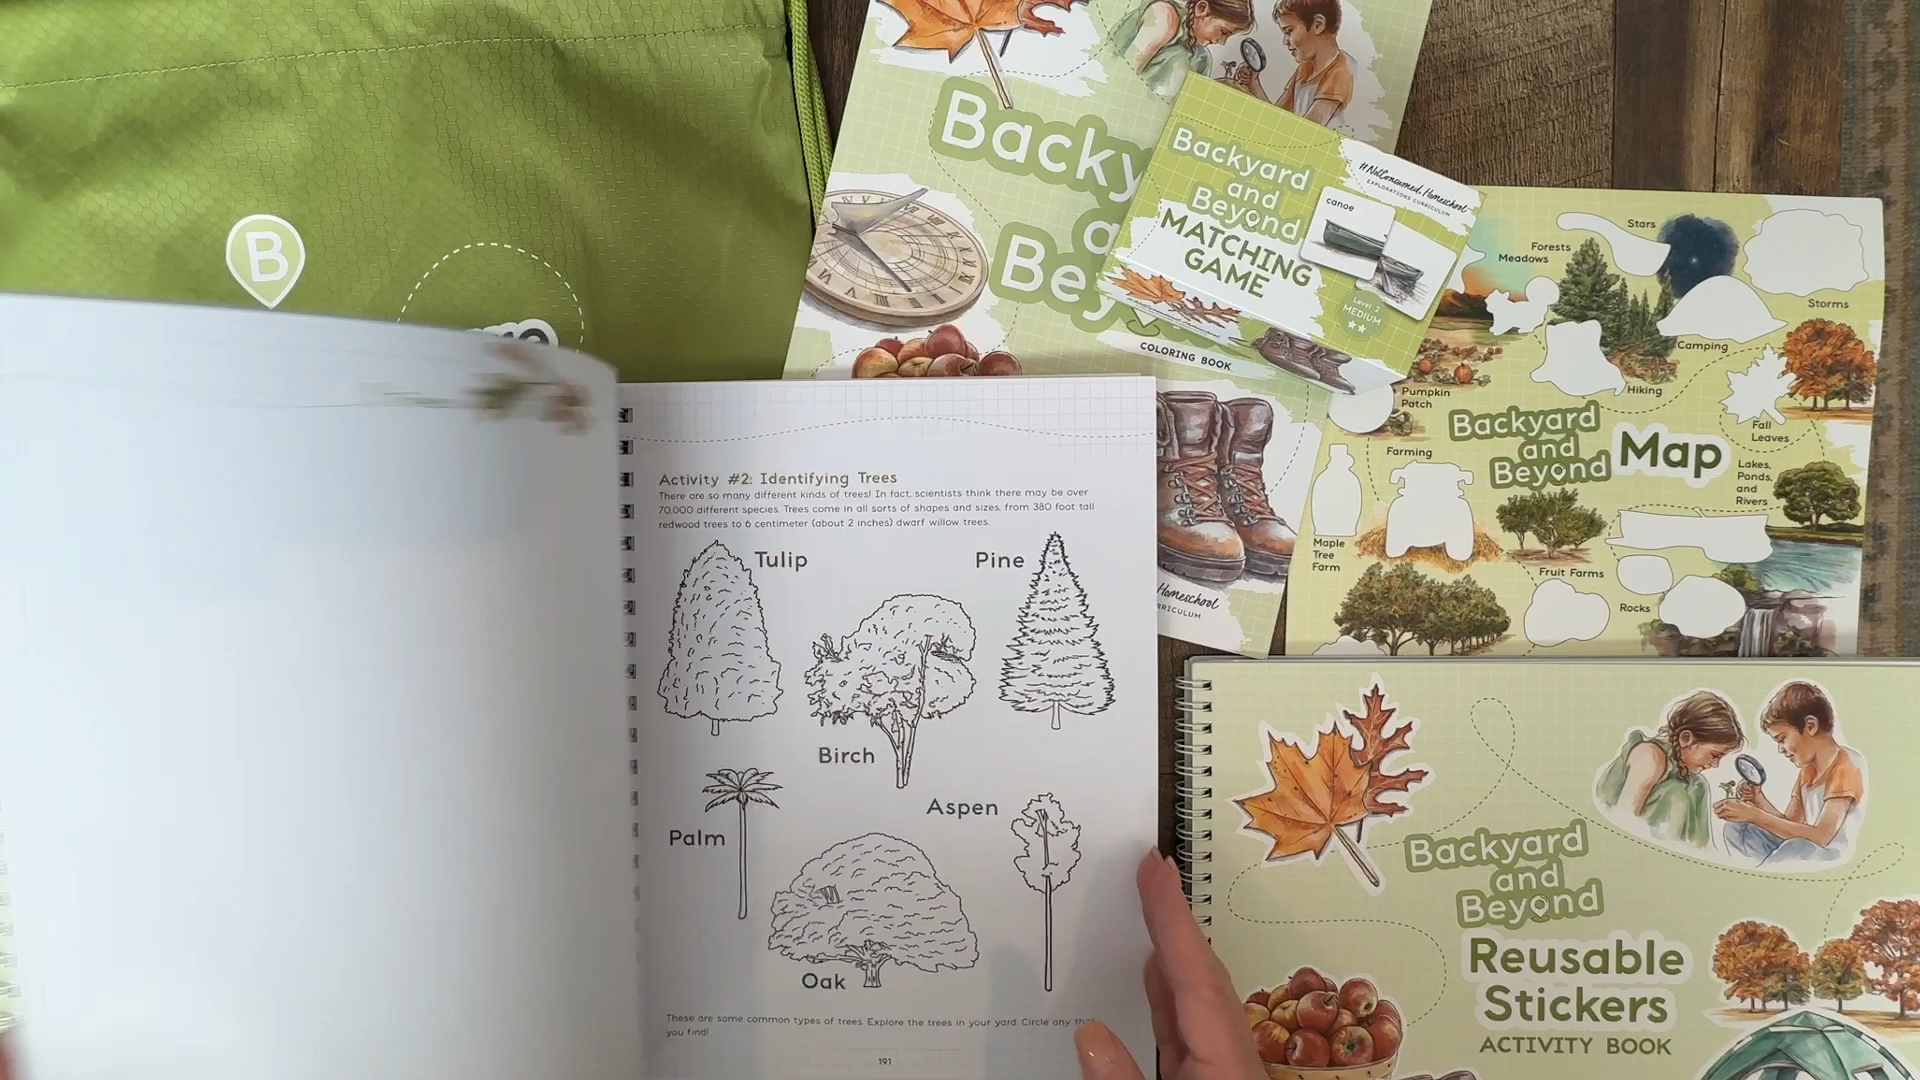 B
Backy
Bey
COLORING BOOK
Homeschool
Backyard
and
Beyond
MATCHING
GAME
#NotConsumed. Homeschool
EXPLORATIONS CURRICULUM
canoe
Level 2
MEDIUM
Stars
Forests
Meadows
Storms
Camping
Hiking
Pumpkin
Patch
Fall
Leaves
Backyard
and
Beyond
Map
Farming
Lakes,
Ponds,
and
Rivers
Maple
Tree
Farm
Fruit Farms
Rocks
Activity #2: Identifying Trees
There are so many different kinds of trees! In fact, scientists think there may be over
70,000 different species. Trees come in all sorts of shapes and sizes, from 380 foot tall
redwood trees to 6 centimeter (about 2 inches) dwarf willow trees.
Tulip
Pine
Birch
Aspen
Palm
Oak
These are some common types of trees. Explore the trees in your yard. Circle any
you find!
191
Backyard
and
Beyond
Reusable
Stickers
ACTIVITY BOOK